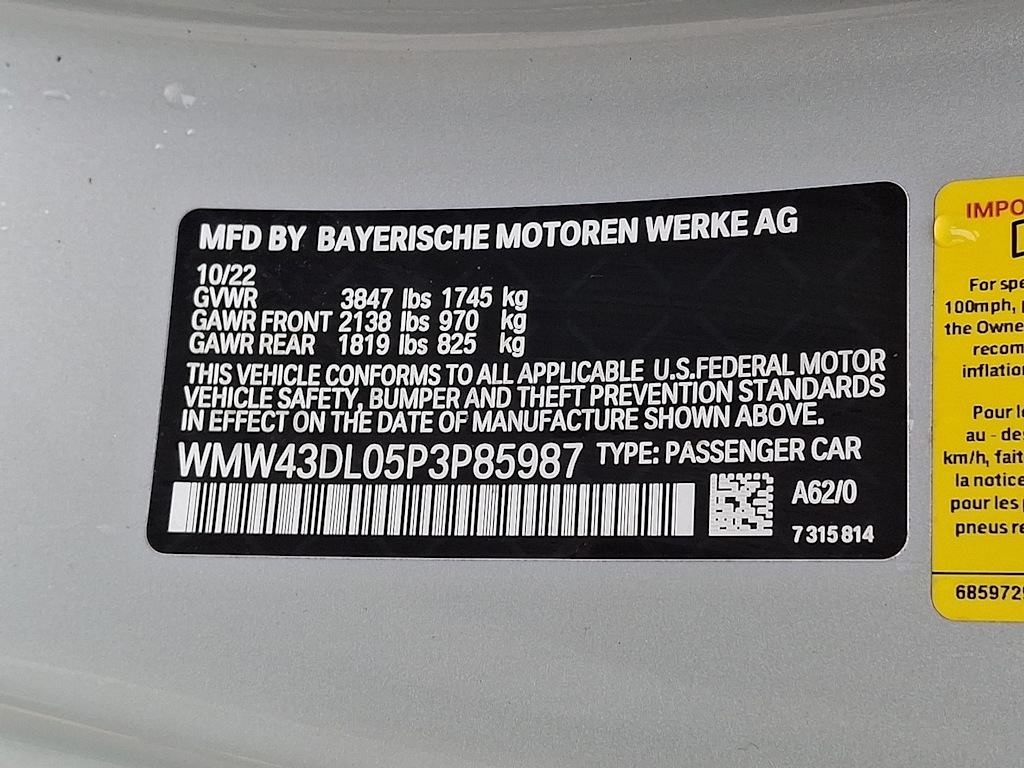 MFD BY BAYERISCHE MOTOREN WERKE AG
10/22
GVWR 3847 lbs 1745 kg
GAWR FRONT 2138 lbs 970 kg
GAWR REAR 1819 lbs 825 kg
THIS VEHICLE CONFORMS TO ALL APPLICABLE U.S.FEDERAL MOTOR
VEHICLE SAFETY, BUMPER AND THEFT PREVENTION STANDARDS
IN EFFECT ON THE DATE OF MANUFACTURE SHOWN ABOVE.
WMW43DL05P3P85987 TYPE: PASSENGER CAR
A62/0
7 315 814
IMPO
For spe
100mph,
the Owne
recom
inflation
Pour l
au - de
km/h, fait
la notice
pour les
pneus re
685972